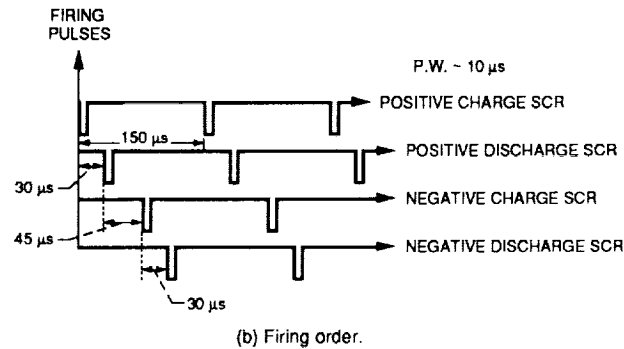 FIRING
PULSES
P.W. ~ 10 μs
POSITIVE CHARGE SCR
150 μs
POSITIVE DISCHARGE SCR
30 μs
NEGATIVE CHARGE SCR
45 μs
NEGATIVE DISCHARGE SCR
30 μs
(b) Firing order.